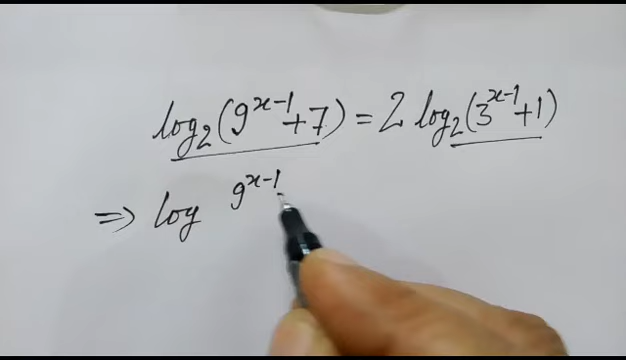 log₂(9^{x-1}+7) = 2 log₂(3^{x-1}+1)
⇒ log 9^{x-1}